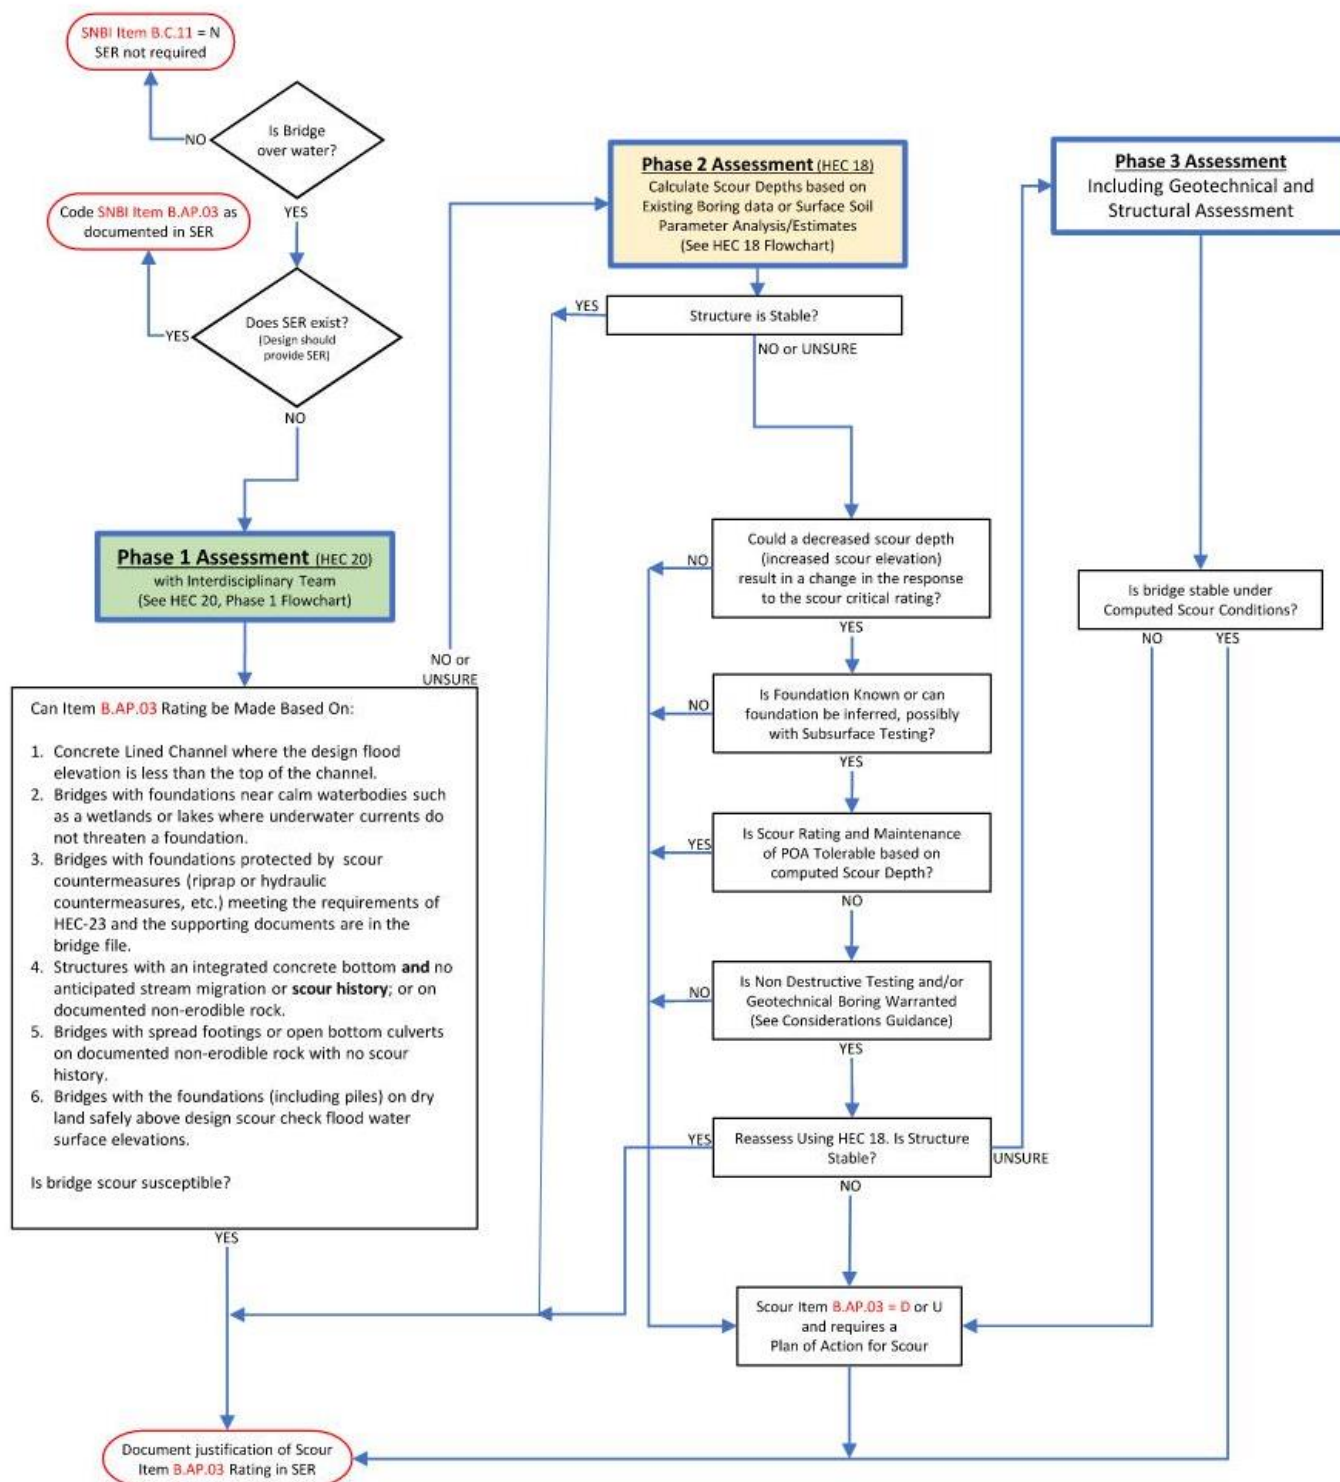 SNBI Item B.C.11 = N
SER not required
NO
Is Bridge
over water?
YES
Code SNBI Item B.AP.03 as
documented in SER
YES
Does SER exist?
(Design should
provide SER)
NO
Phase 1 Assessment (HEC 20)
with Interdisciplinary Team
(See HEC 20, Phase 1 Flowchart)
NO or
UNSURE
Can Item B.AP.03 Rating be Made Based On:
1. Concrete Lined Channel where the design flood
elevation is less than the top of the channel.
2. Bridges with foundations near calm waterbodies such
as a wetlands or lakes where underwater currents do
not threaten a foundation.
3. Bridges with foundations protected by scour
countermeasures (riprap or hydraulic
countermeasures, etc.) meeting the requirements of
HEC-23 and the supporting documents are in the
bridge file.
4. Structures with an integrated concrete bottom and no
anticipated stream migration or scour history; or on
documented non-erodible rock.
5. Bridges with spread footings or open bottom culverts
on documented non-erodible rock with no scour
history.
6. Bridges with the foundations (including piles) on dry
land safely above design scour check flood water
surface elevations.
Is bridge scour susceptible?
YES
Document justification of Scour
Item B.AP.03 Rating in SER
Phase 2 Assessment (HEC 18)
Calculate Scour Depths based on
Existing Boring data or Surface Soil
Parameter Analysis/Estimates
(See HEC 18 Flowchart)
YES
Structure is Stable?
NO or UNSURE
NO
Could a decreased scour depth
(increased scour elevation)
result in a change in the response
to the scour critical rating?
YES
NO
Is Foundation Known or can
foundation be inferred, possibly
with Subsurface Testing?
YES
YES
Is Scour Rating and Maintenance
of POA Tolerable based on
computed Scour Depth?
NO
NO
Is Non Destructive Testing and/or
Geotechnical Boring Warranted
(See Considerations Guidance)
YES
YES
Reassess Using HEC 18. Is Structure
Stable?
UNSURE
NO
Scour Item B.AP.03 = D or U
and requires a
Plan of Action for Scour
Phase 3 Assessment
Including Geotechnical and
Structural Assessment
Is bridge stable under
Computed Scour Conditions?
NO
YES